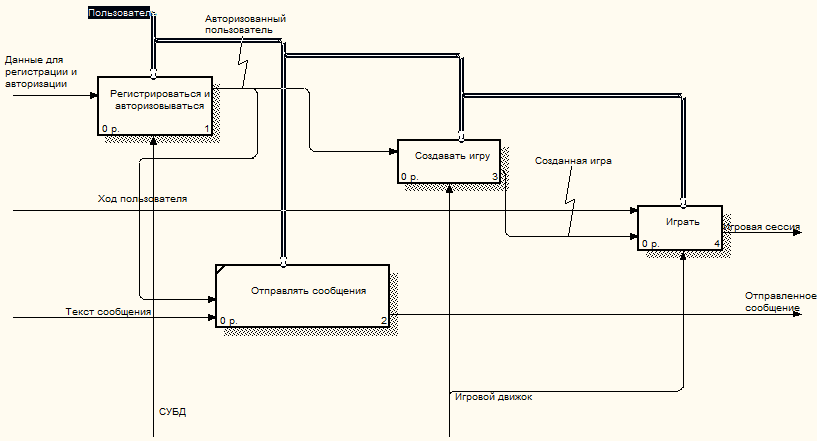 Пользователь
Авторизованный
пользователь
Данные для
регистрации и
авторизации
Регистрироваться и
авторизовываться
0 р. 1
Создавать игру
0 р. 3
Созданная игра
Ход пользователя
Играть
0 р. 4
Игровая сессия
Отправлять сообщения
0 р. 2
Текст сообщения
Отправленное
сообщение
Игровой движок
СУБД